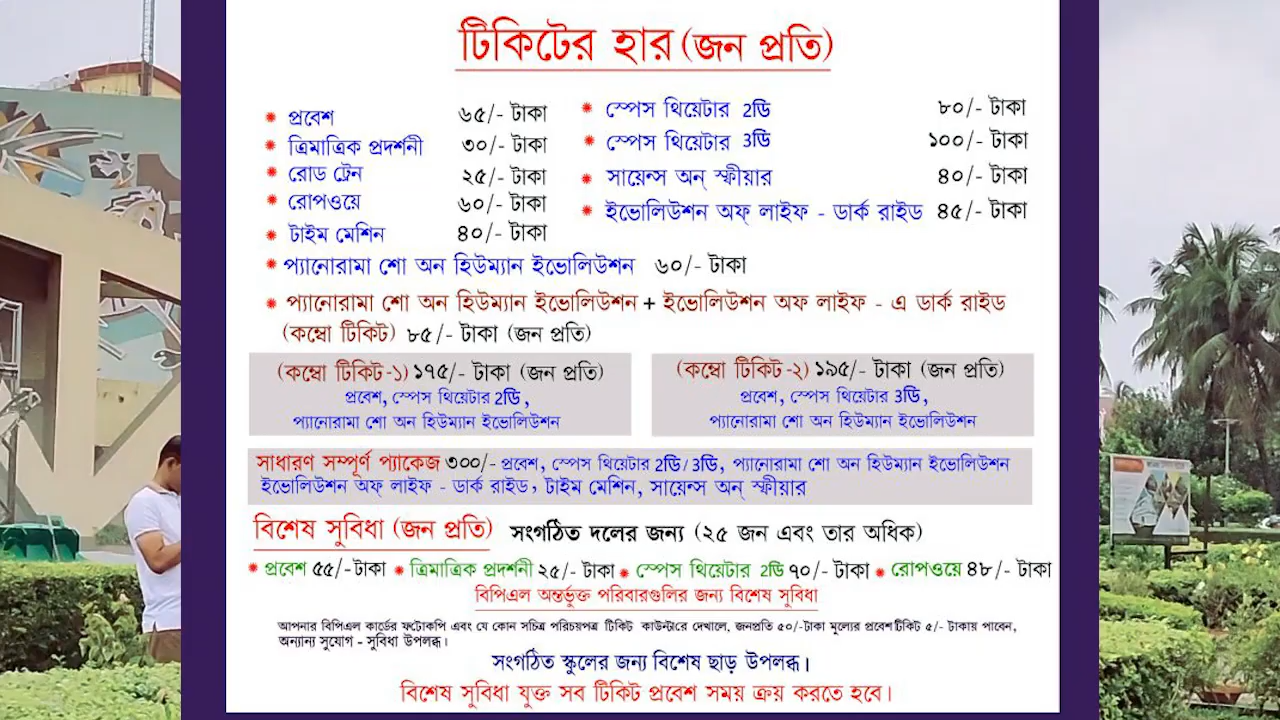 টিকিটের হার (জন প্রতি)
প্রবেশ ৬৫/- টাকা
ত্রিমাত্রিক প্রদর্শনী ৩০/- টাকা
রোড ট্রেন ২৫/- টাকা
রোপওয়ে ৬০/- টাকা
টাইম মেশিন ৪০/- টাকা
স্পেস থিয়েটার 2ডি ৮০/- টাকা
স্পেস থিয়েটার 3ডি ১০০/- টাকা
সায়েন্স অন্ স্ফীয়ার ৪০/- টাকা
ইভোলিউশন অফ্ লাইফ - ডার্ক রাইড ৪৫/- টাকা
প্যানোরামা শো অন হিউম্যান ইভোলিউশন ৬০/- টাকা
প্যানোরামা শো অন হিউম্যান ইভোলিউশন + ইভোলিউশন অফ লাইফ - এ ডার্ক রাইড
(কম্বো টিকিট) ৮৫/- টাকা (জন প্রতি)
(কম্বো টিকিট-১) ১৭৫/- টাকা (জন প্রতি)
প্রবেশ, স্পেস থিয়েটার 2ডি,
প্যানোরামা শো অন হিউম্যান ইভোলিউশন
(কম্বো টিকিট-২) ১৯৫/- টাকা (জন প্রতি)
প্রবেশ, স্পেস থিয়েটার 3ডি,
প্যানোরামা শো অন হিউম্যান ইভোলিউশন
সাধারণ সম্পূর্ণ প্যাকেজ ৩০০/- প্রবেশ, স্পেস থিয়েটার 2ডি/3ডি, প্যানোরামা শো অন হিউম্যান ইভোলিউশন
ইভোলিউশন অফ্ লাইফ - ডার্ক রাইড, টাইম মেশিন, সায়েন্স অন্ স্ফীয়ার
বিশেষ সুবিধা (জন প্রতি) সংগঠিত দলের জন্য (২৫ জন এবং তার অধিক)
প্রবেশ ৫৫/-টাকা ত্রিমাত্রিক প্রদর্শনী ২৫/- টাকা স্পেস থিয়েটার 2ডি ৭০/- টাকা রোপওয়ে ৪৮/- টাকা
বিপিএল অন্তর্ভুক্ত পরিবারগুলির জন্য বিশেষ সুবিধা
আপনার বিপিএল কার্ডের ফটোকপি এবং যে কোন সচিত্র পরিচয়পত্র টিকিট কাউন্টারে দেখালে, জনপ্রতি ৫০/-টাকা মূল্যের প্রবেশটিকিট ৫/- টাকায় পাবেন,
অন্যান্য সুযোগ - সুবিধা উপলব্ধ।
সংগঠিত স্কুলের জন্য বিশেষ ছাড় উপলব্ধ।
বিশেষ সুবিধা যুক্ত সব টিকিট প্রবেশ সময় ক্রয় করতে হবে।